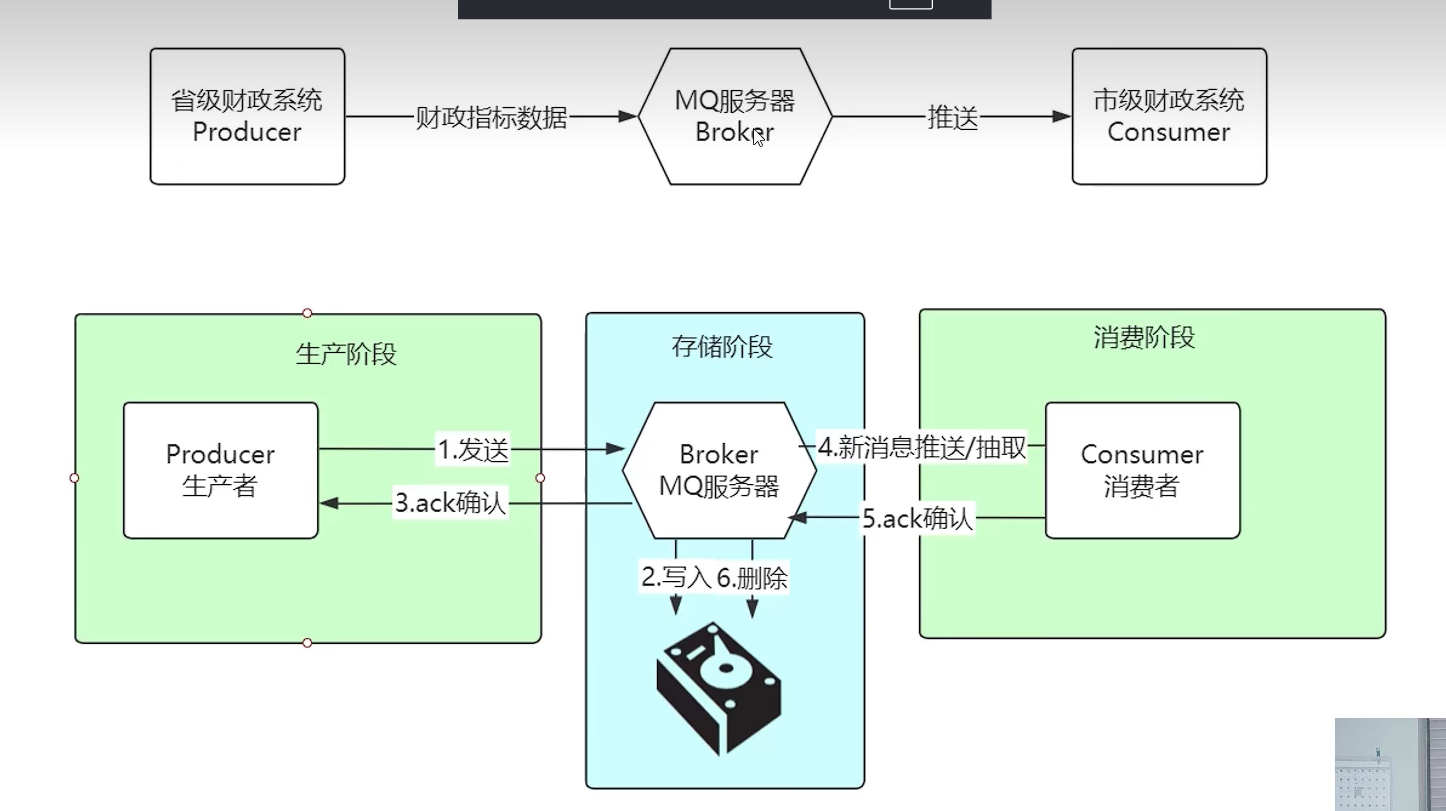 省级财政系统
Producer
财政指标数据
MQ服务器
Broker
推送
市级财政系统
Consumer
生产阶段
存储阶段
消费阶段
Producer
生产者
1.发送
3.ack确认
Broker
MQ服务器
4.新消息推送/抽取
5.ack确认
Consumer
消费者
2.写入
6.删除